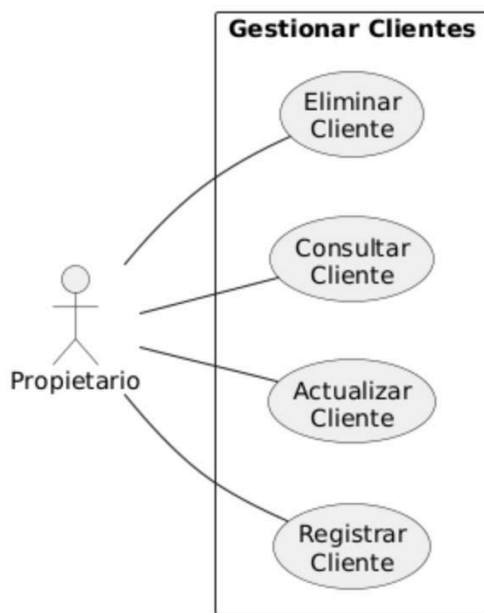 Gestionar Clientes
Eliminar
Cliente
Consultar
Cliente
Propietario
Actualizar
Cliente
Registrar
Cliente